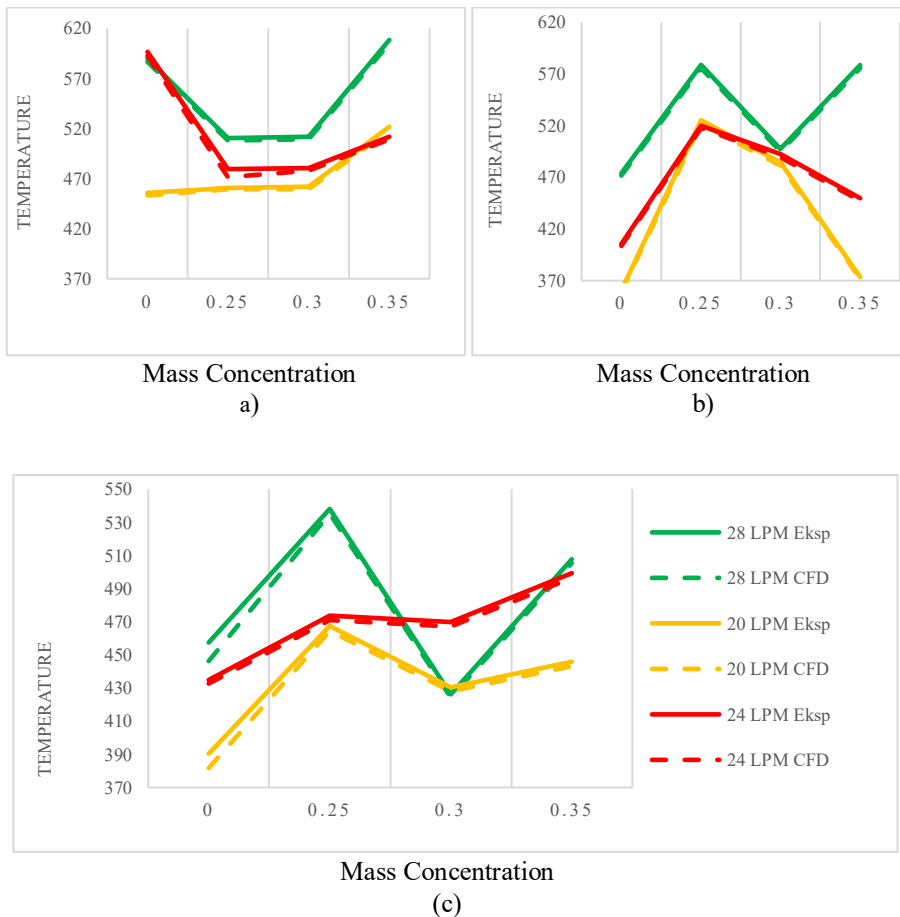 620
570
520
470
420
370
TEMPERATURE
0 0.25 0.3 0.35
Mass Concentration
a)
620
570
520
470
420
370
TEMPERATURE
0 0.25 0.3 0.35
Mass Concentration
b)
550
530
510
490
470
450
430
410
390
370
TEMPERATURE
0 0.25 0.3 0.35
28 LPM Eksp
28 LPM CFD
20 LPM Eksp
20 LPM CFD
24 LPM Eksp
24 LPM CFD
Mass Concentration
(c)